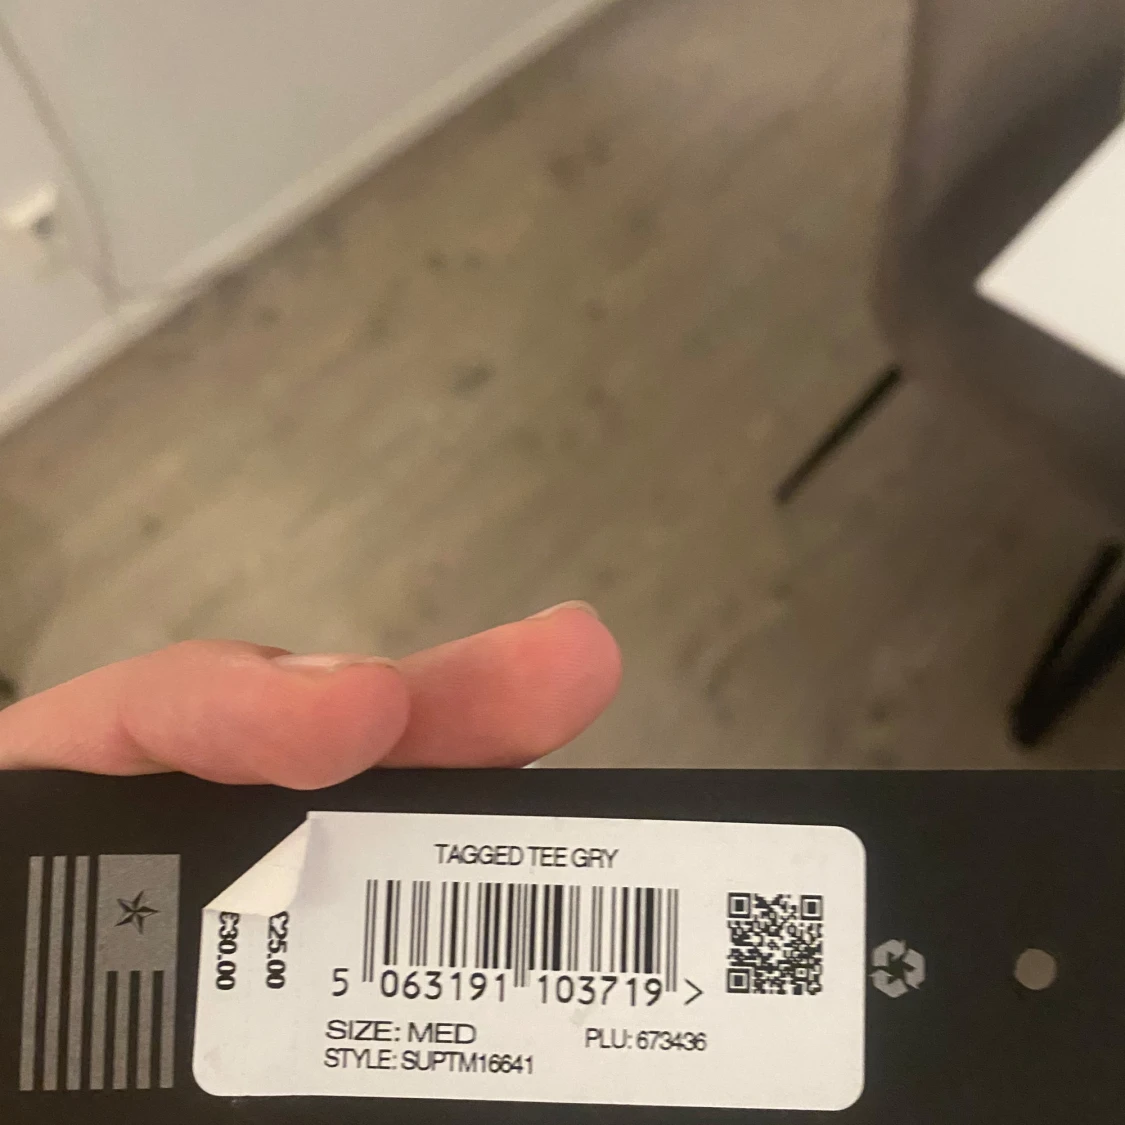 TAGGED TEE GRY
5 063191 103719 >
SIZE: MED
PLU: 673436
STYLE: SUPTM16641
£25.00
£30.00